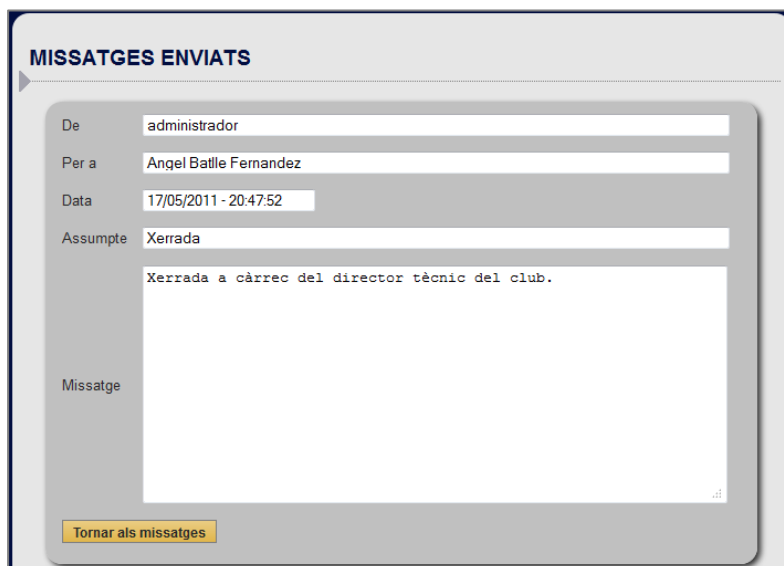 MISSATGES ENVIATS
De administrador
Per a Angel Batlle Fernandez
Data 17/05/2011 - 20:47:52
Assumpte Xerrada
Xerrada a càrrec del director tècnic del club.
Missatge
Tornar als missatges